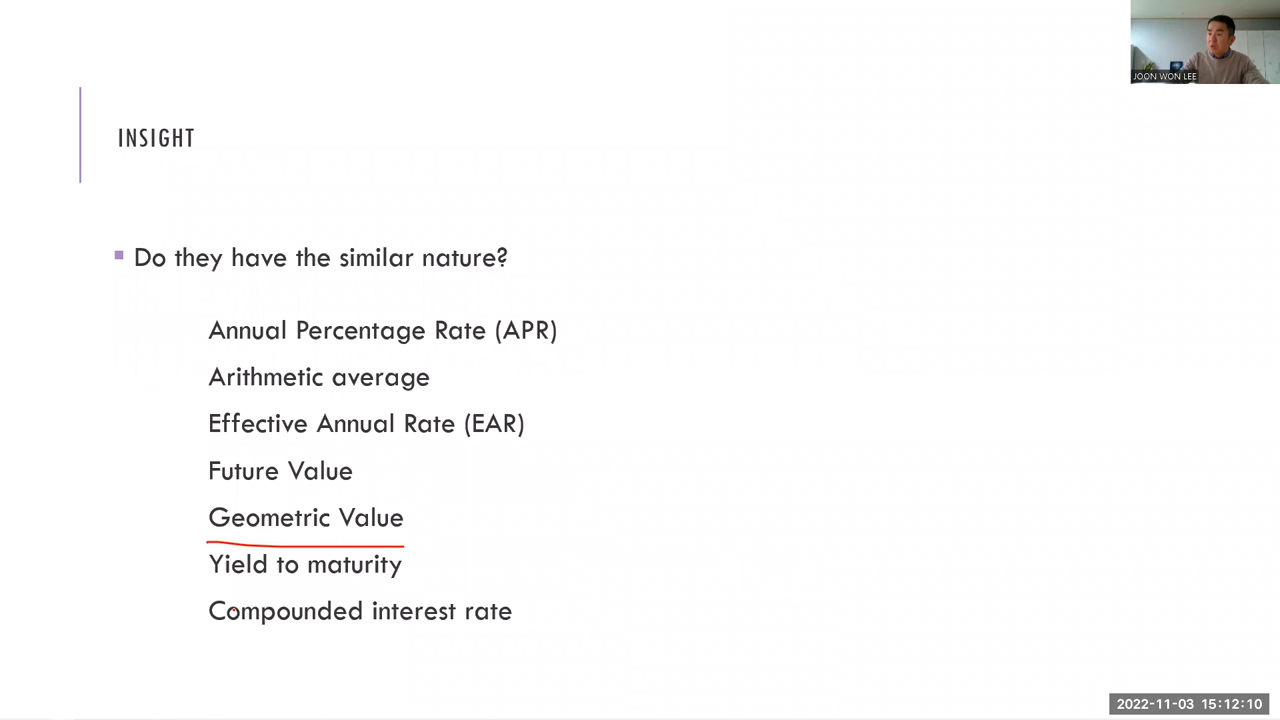 JOON WON LEE
INSIGHT
Do they have the similar nature?
Annual Percentage Rate (APR)
Arithmetic average
Effective Annual Rate (EAR)
Future Value
Geometric Value
Yield to maturity
Compounded interest rate
2022-11-03 15:12:10